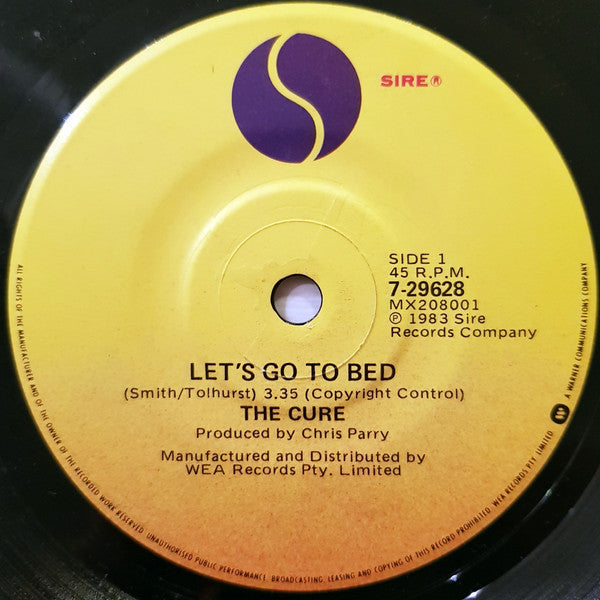 SIRE
SIDE 1
45 R.P.M.
7-29628
MX208001
℗ 1983 Sire
Records Company
LET'S GO TO BED
(Smith/Tolhurst) 3.35 (Copyright Control)
THE CURE
Produced by Chris Parry
Manufactured and Distributed by
WEA Records Pty. Limited
ALL RIGHTS OF THE MANUFACTURER AND OF THE OWNER OF THE RECORDED WORK RESERVED. UNAUTHORISED PUBLIC PERFORMANCE, BROADCASTING, LEASING AND COPYING OF THIS RECORD PROHIBITED. WEA RECORDS PTY. LIMITED
A WARNER COMMUNICATIONS COMPANY